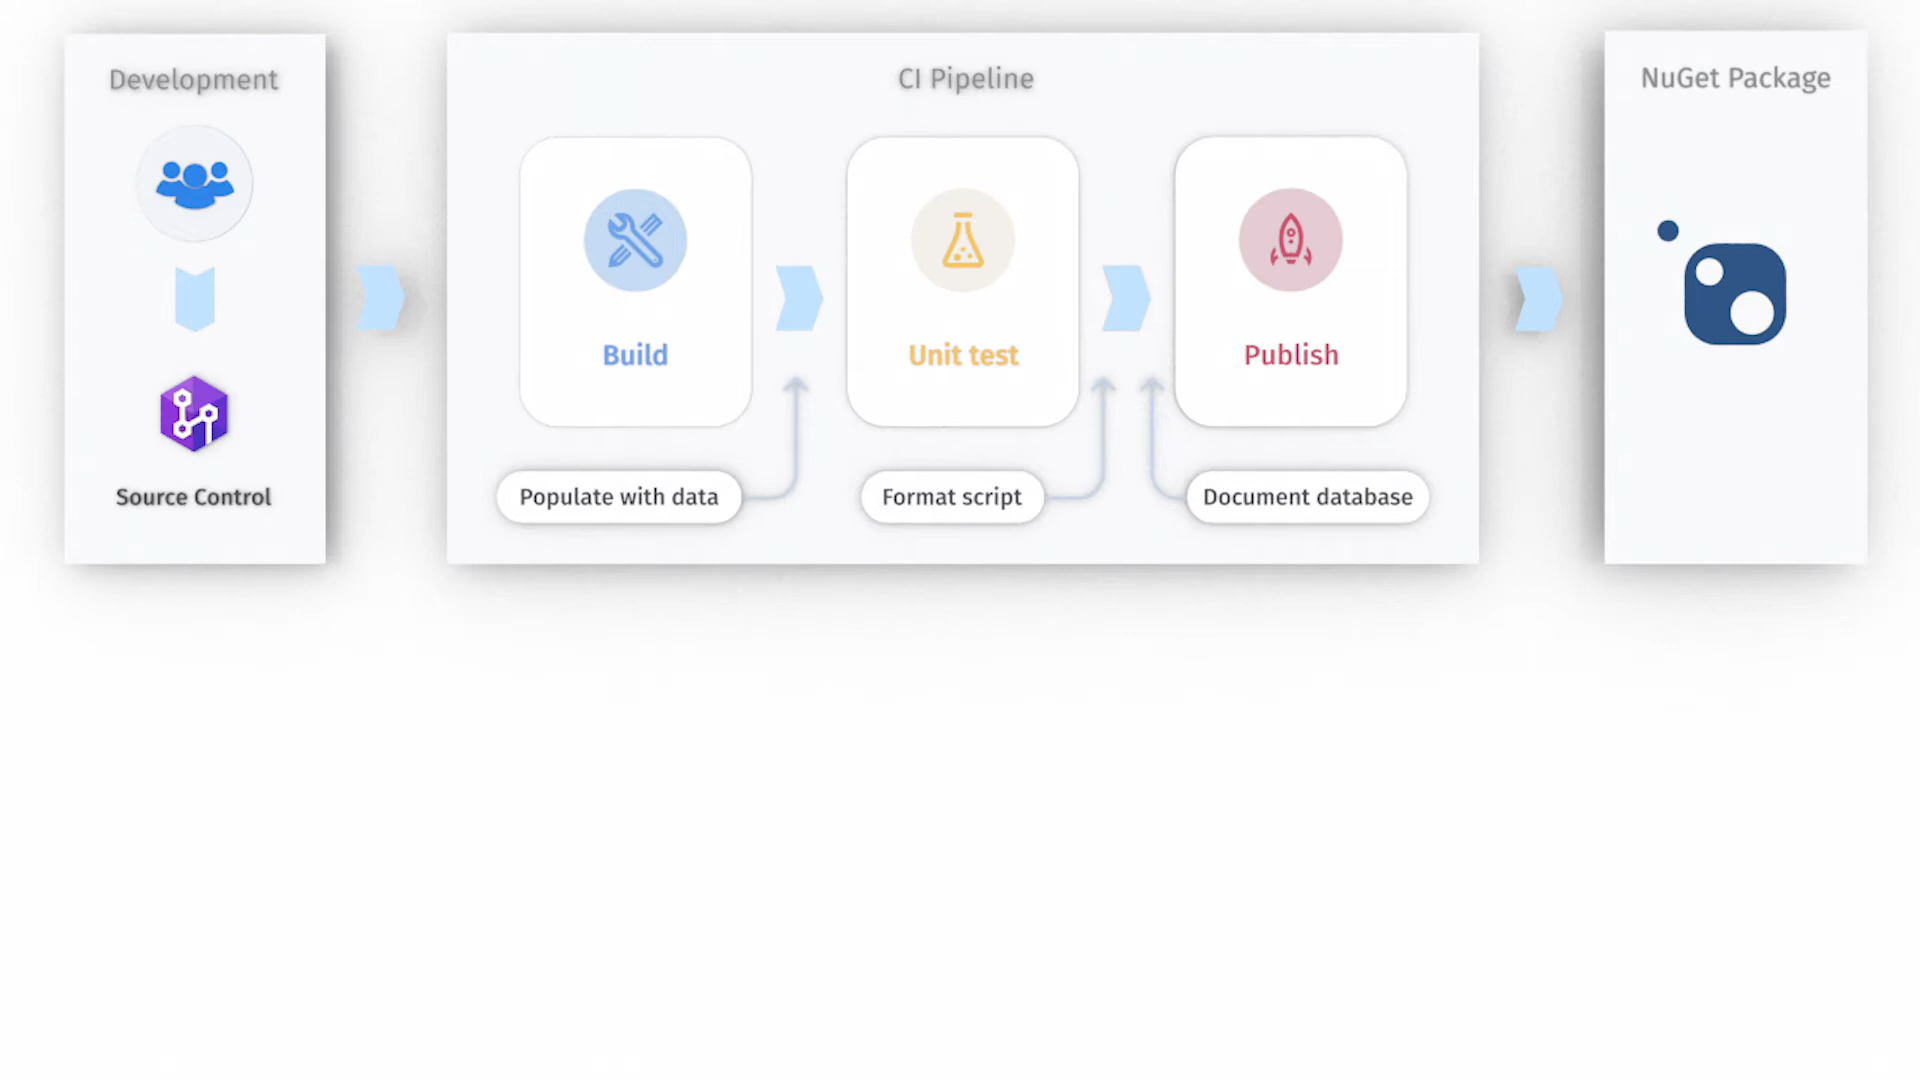 Development
Source Control
CI Pipeline
Build
Unit test
Publish
Populate with data
Format script
Document database
NuGet Package